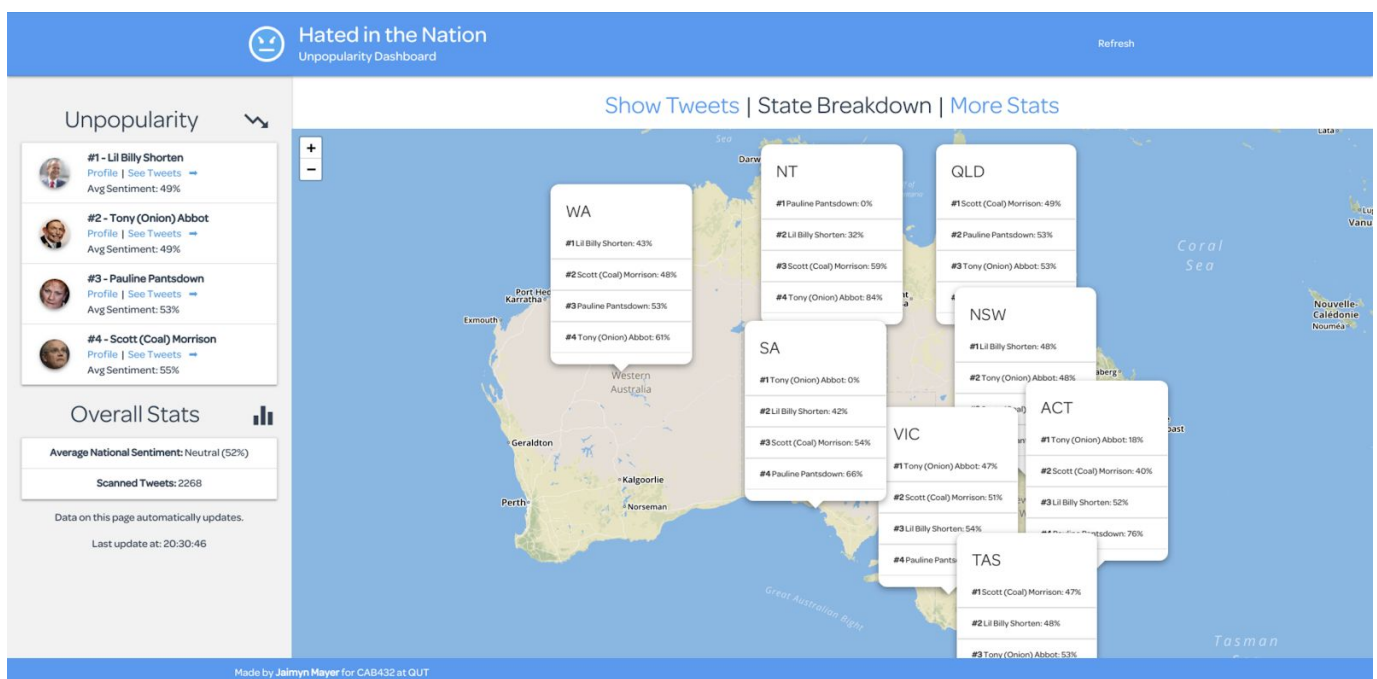 Hated in the Nation
Unpopularity Dashboard
Refresh
Unpopularity
#1 - Lil Billy Shorten
Profile | See Tweets ➡
Avg Sentiment: 49%
#2 - Tony (Onion) Abbot
Profile | See Tweets ➡
Avg Sentiment: 49%
#3 - Pauline Pantsdown
Profile | See Tweets ➡
Avg Sentiment: 53%
#4 - Scott (Coal) Morrison
Profile | See Tweets ➡
Avg Sentiment: 55%
Overall Stats
Average National Sentiment: Neutral (52%)
Scanned Tweets: 2268
Data on this page automatically updates.
Last update at: 20:30:46
Show Tweets | State Breakdown | More Stats
+
−
Sea
Lata
Coral
Sea
Nouvelle-
Calédonie
Nouméa
Karratha
Exmouth
Western
Australia
Geraldton
Kalgoorlie
Perth
Norseman
Great Australian Bight
Tasman
WA
#1 Lil Billy Shorten: 43%
#2 Scott (Coal) Morrison: 48%
#3 Pauline Pantsdown: 53%
#4 Tony (Onion) Abbot: 61%
NT
#1 Pauline Pantsdown: 0%
#2 Lil Billy Shorten: 32%
#3 Scott (Coal) Morrison: 59%
#4 Tony (Onion) Abbot: 84%
QLD
#1 Scott (Coal) Morrison: 49%
#2 Pauline Pantsdown: 53%
#3 Tony (Onion) Abbot: 53%
SA
#1 Tony (Onion) Abbot: 0%
#2 Lil Billy Shorten: 42%
#3 Scott (Coal) Morrison: 54%
#4 Pauline Pantsdown: 66%
NSW
#1 Lil Billy Shorten: 48%
#2 Tony (Onion) Abbot: 48%
VIC
#1 Tony (Onion) Abbot: 47%
#2 Scott (Coal) Morrison: 51%
#3 Lil Billy Shorten: 54%
#4 Pauline Pants
ACT
#1 Tony (Onion) Abbot: 18%
#2 Scott (Coal) Morrison: 40%
#3 Lil Billy Shorten: 52%
#4 Pauline Pantsdown: 76%
TAS
#1 Scott (Coal) Morrison: 47%
#2 Lil Billy Shorten: 48%
#3 Tony (Onion) Abbot: 53%
Made by Jaimyn Mayer for CAB432 at QUT